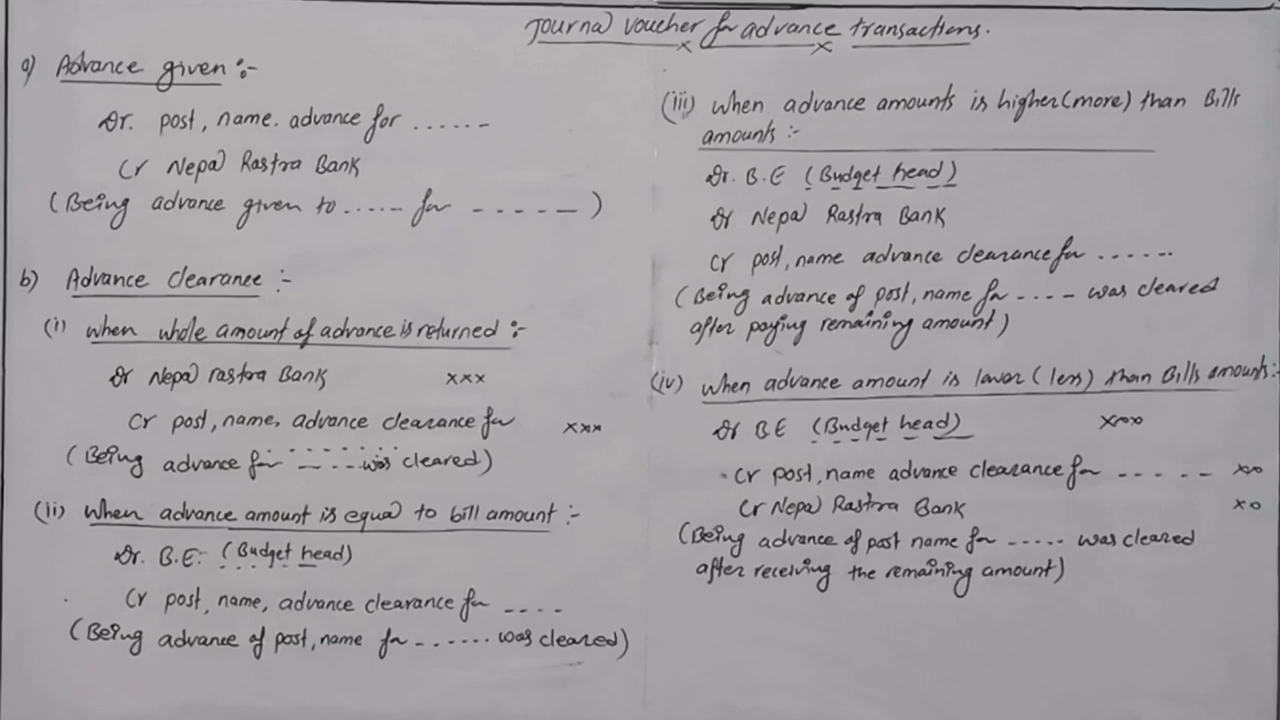 Journal voucher for advance transactions.
a) Advance given :-
Dr. post, name. advance for ......
Cr Nepal Rastra Bank
(Being advance given to ...... for - - - - - )
b) Advance clearance :-
(i) when whole amount of advance is returned :-
Dr Nepal rastra Bank xxx
Cr post, name, advance clearance for xxx
(Being advance for ....... was cleared)
(ii) When advance amount is equal to bill amount :-
Dr. B.E. (Budget head)
Cr post, name, advance clearance for - - - -
(Being advance of post, name for ....... was cleared)
(iii) when advance amounts is higher (more) than Bills
amounts :-
Dr. B.E (Budget head)
Dr Nepal Rastra Bank
Cr post, name advance clearance for ......
(Being advance of post, name for - - - - was cleared
after paying remaining amount)
(iv) When advance amount is lower (less) than Bills amounts:-
Dr B.E (Budget head) xxxx
Cr post, name advance clearance for - - - - - xx
Cr Nepal Rastra Bank xx
(Being advance of post name for ..... was cleared
after receiving the remaining amount)